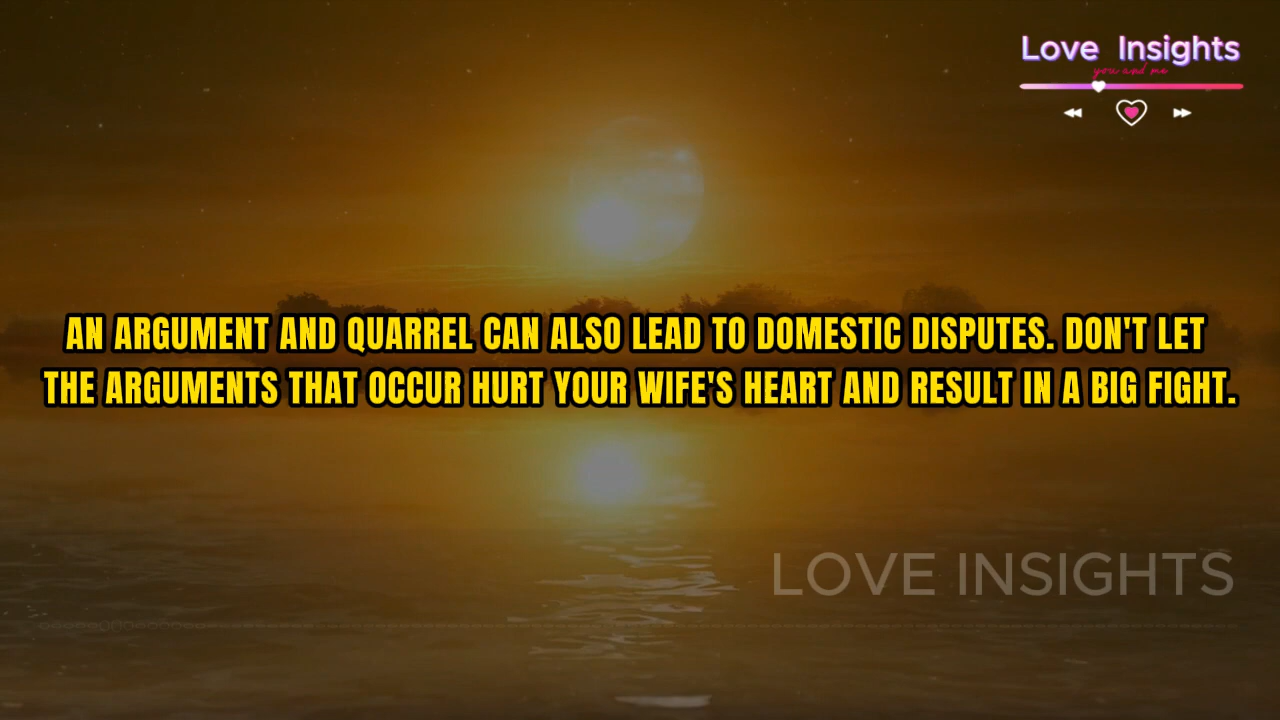 Love Insights
you and me
AN ARGUMENT AND QUARREL CAN ALSO LEAD TO DOMESTIC DISPUTES. DON'T LET
THE ARGUMENTS THAT OCCUR HURT YOUR WIFE'S HEART AND RESULT IN A BIG FIGHT.
LOVE INSIGHTS